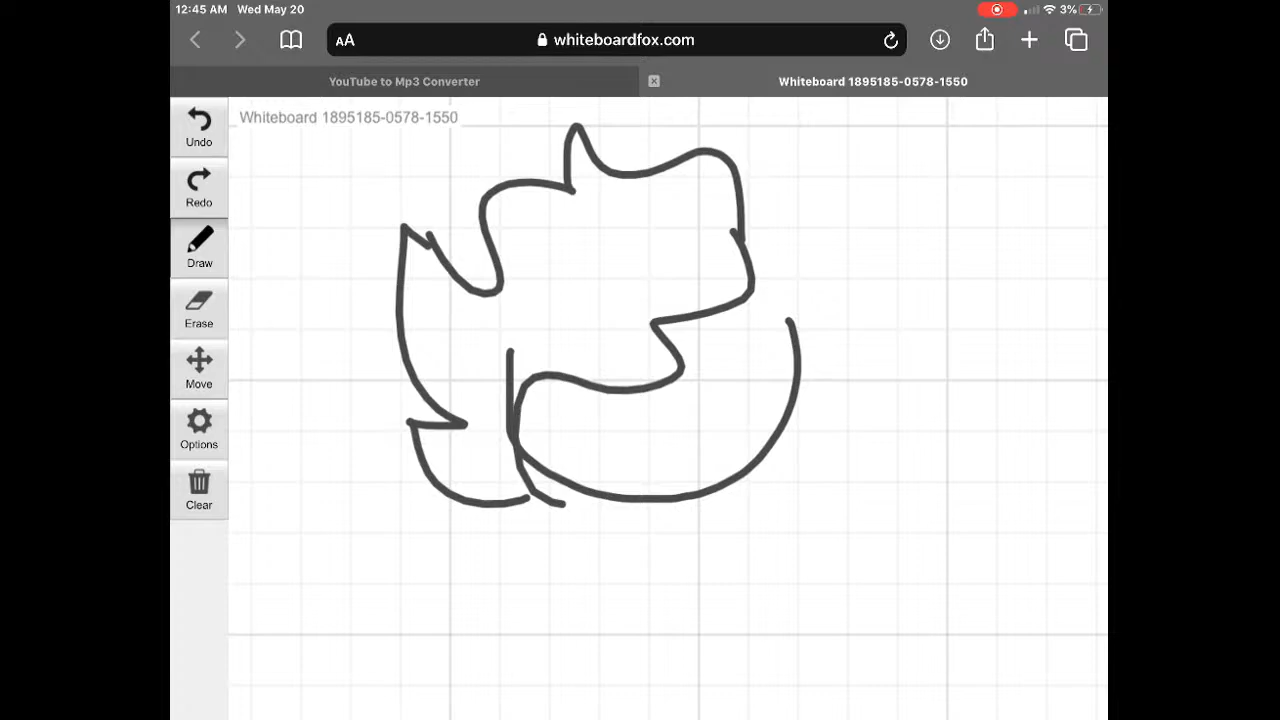 12:45 AM Wed May 20 3%
AA whiteboardfox.com
YouTube to Mp3 Converter Whiteboard 1895185-0578-1550
Whiteboard 1895185-0578-1550
Undo
Redo
Draw
Erase
Move
Options
Clear